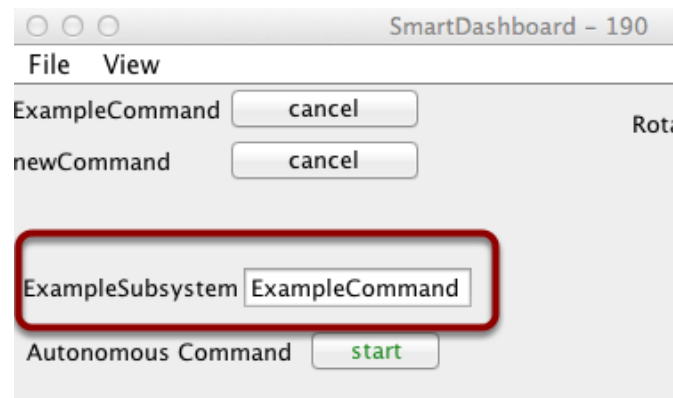 SmartDashboard – 190
File View
ExampleCommand cancel
Rota
newCommand cancel
ExampleSubsystem ExampleCommand
Autonomous Command start